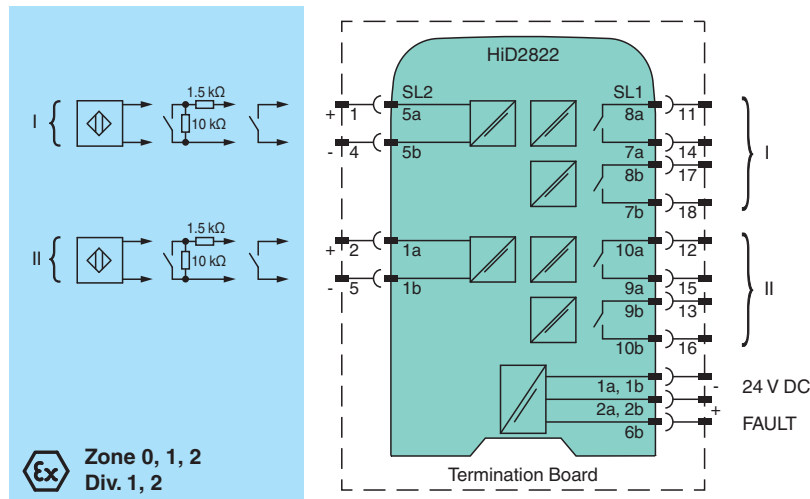 HiD2822
SL2 SL1
1.5 kΩ
10 kΩ
I
+ 1 5a 8a 11
- 4 5b 7a 14
8b 17
I
7b 18
1.5 kΩ
10 kΩ
II
+ 2 1a 10a 12
- 5 1b 9a 15
9b 13
II
10b 16
1a, 1b - 24 V DC
2a, 2b +
6b FAULT
Ex Zone 0, 1, 2
Div. 1, 2
Termination Board